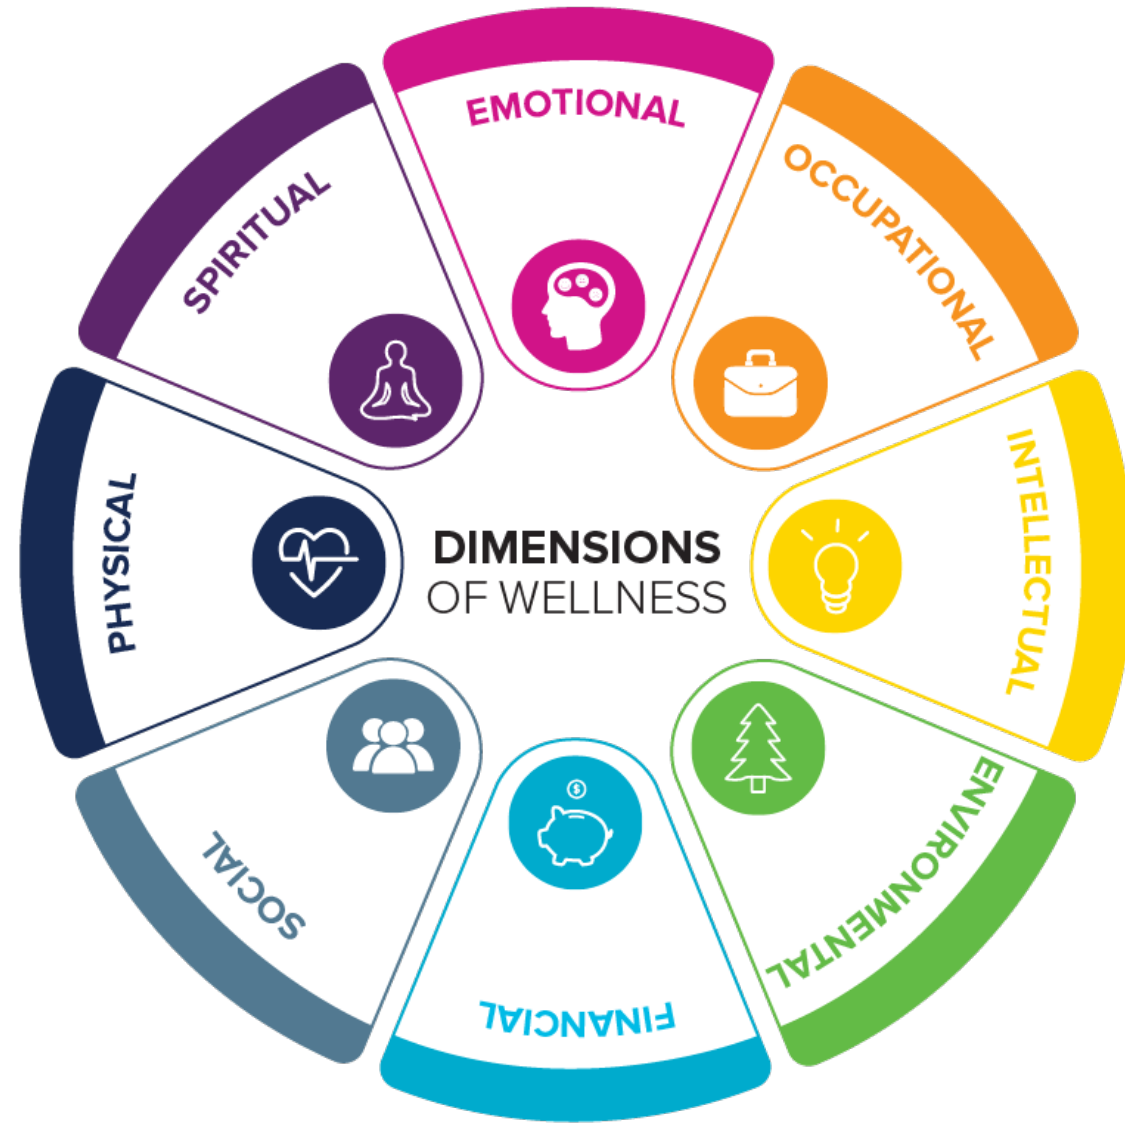 EMOTIONAL
OCCUPATIONAL
INTELLECTUAL
ENVIRONMENTAL
FINANCIAL
SOCIAL
PHYSICAL
SPIRITUAL
DIMENSIONS
OF WELLNESS
$